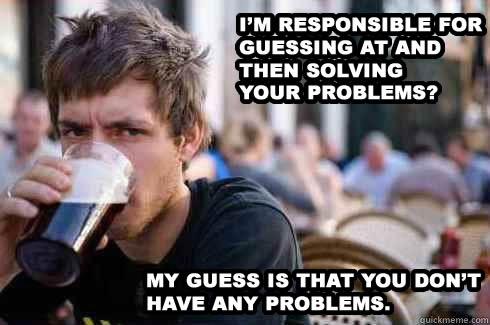 I'M RESPONSIBLE FOR
GUESSING AT AND
THEN SOLVING
YOUR PROBLEMS?
MY GUESS IS THAT YOU DON'T
HAVE ANY PROBLEMS.
quickmeme.com